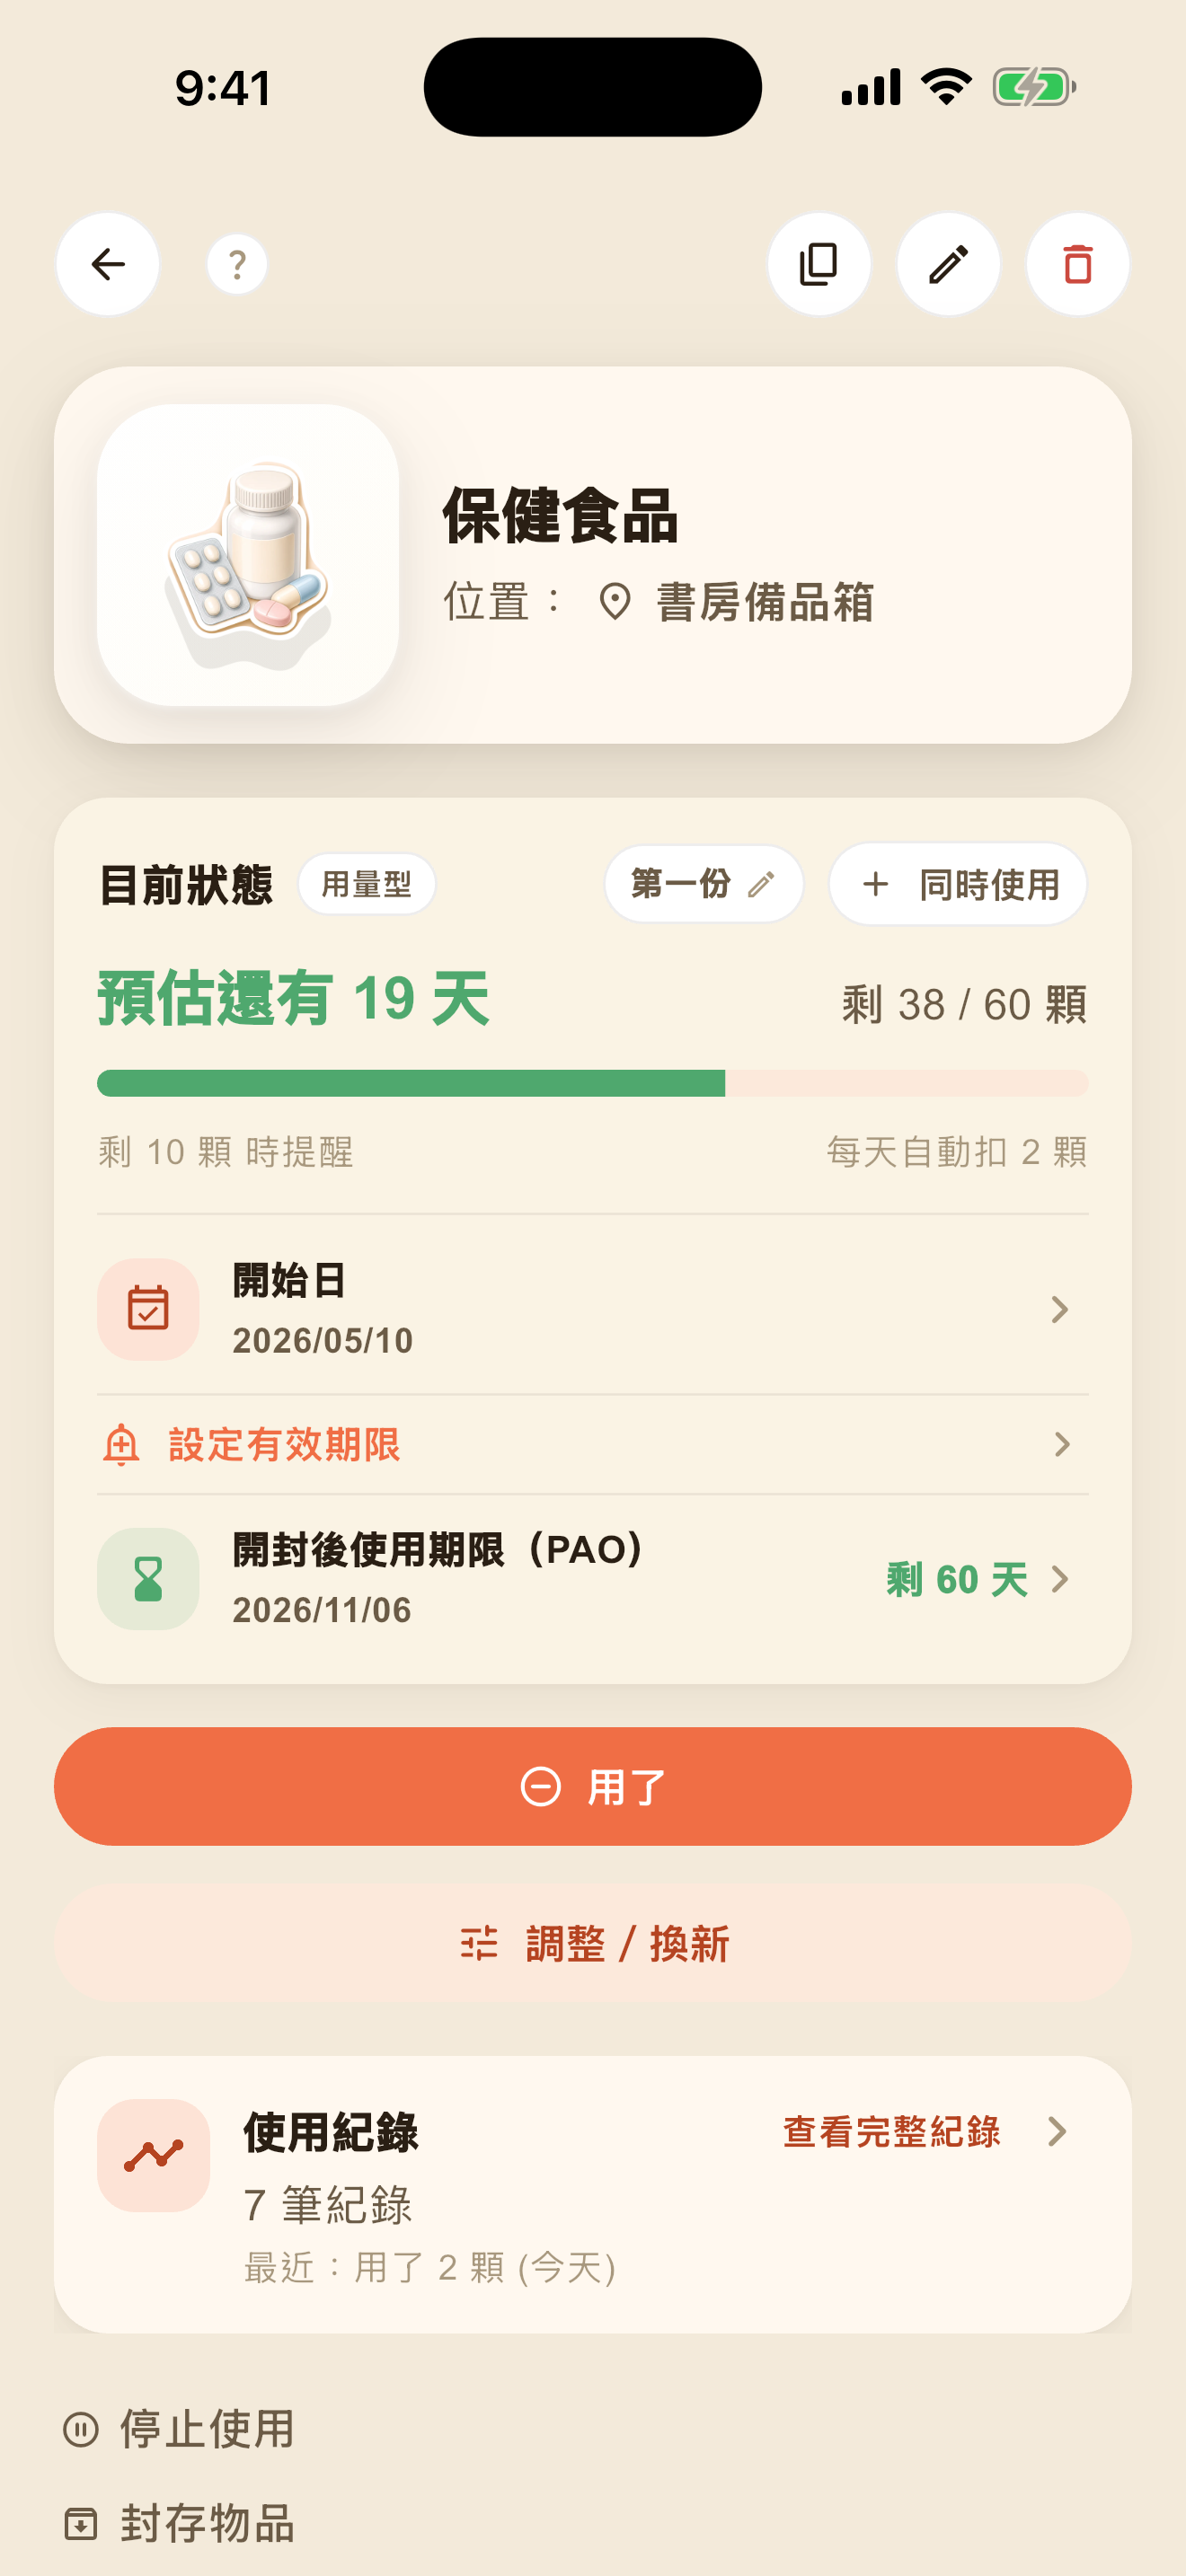 9:41
?
保健食品
位置： 書房備品箱
目前狀態 用量型 第一份 + 同時使用
預估還有 19 天 剩 38 / 60 顆
剩 10 顆 時提醒 每天自動扣 2 顆
開始日
2026/05/10
設定有效期限
開封後使用期限（PAO）
2026/11/06
剩 60 天
用了
調整 / 換新
使用紀錄 查看完整紀錄
7 筆紀錄
最近：用了 2 顆 (今天)
停止使用
封存物品